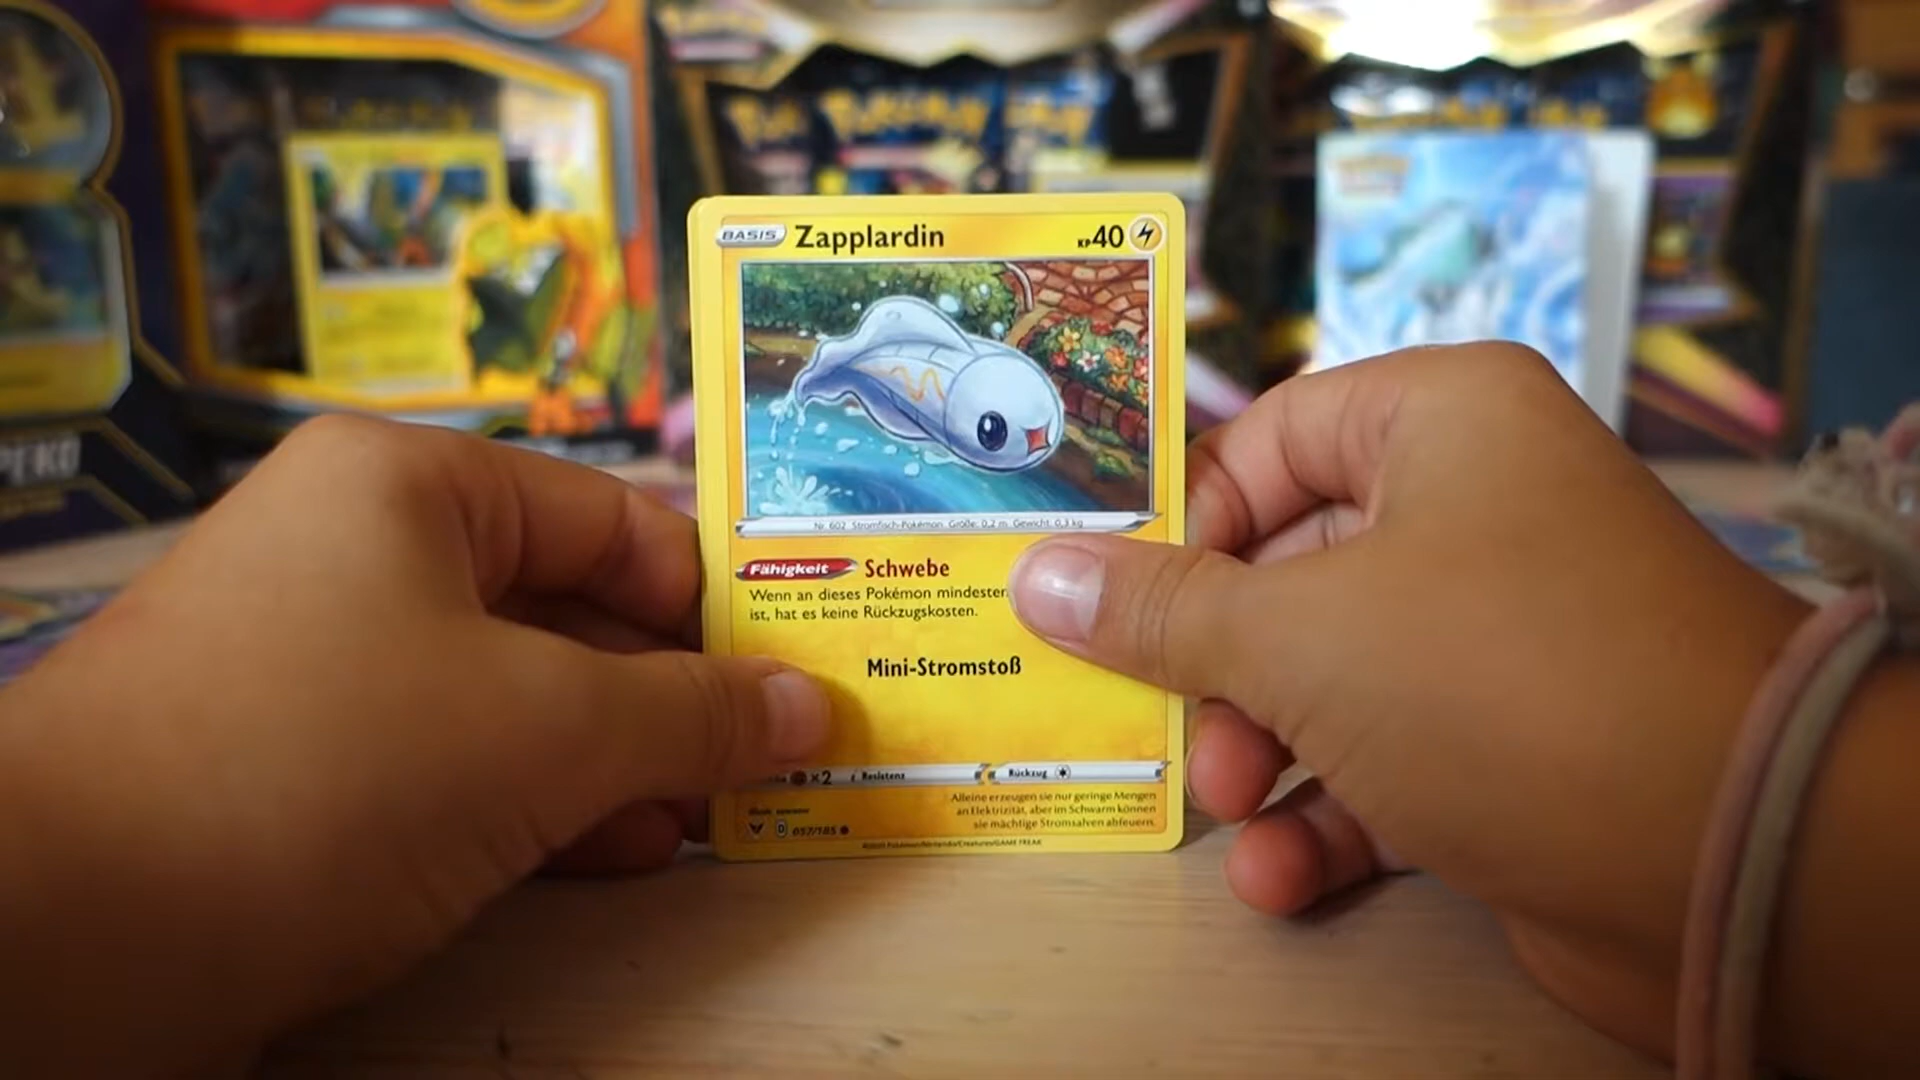 Pokémon
PEKO
BASIS Zapplardin KP40
Nr. 602 Stromfisch-Pokémon Größe: 0,2 m Gewicht: 0,3 kg
Fähigkeit Schwebe
Wenn an dieses Pokémon mindesten
ist, hat es keine Rückzugskosten.
Mini-Stromstoß
×2 Resistenz Rückzug
Alleine erzeugen sie nur geringe Mengen
an Elektrizität, aber im Schwarm können
sie mächtige Stromsalven abfeuern.
D 057/185
©2020 Pokémon/Nintendo/Creatures/GAME FREAK